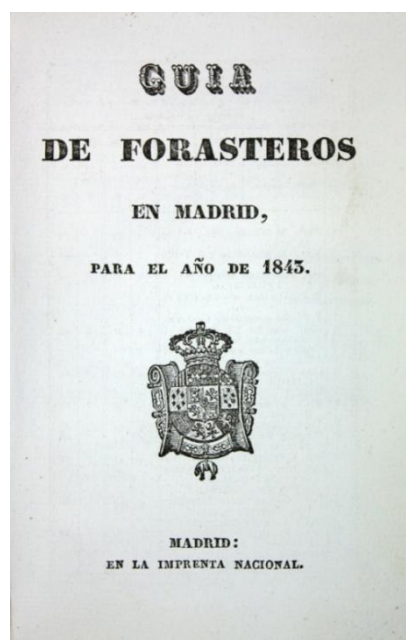 GUIA
DE FORASTEROS
EN MADRID,
PARA EL AÑO DE 1843.
MADRID:
EN LA IMPRENTA NACIONAL.